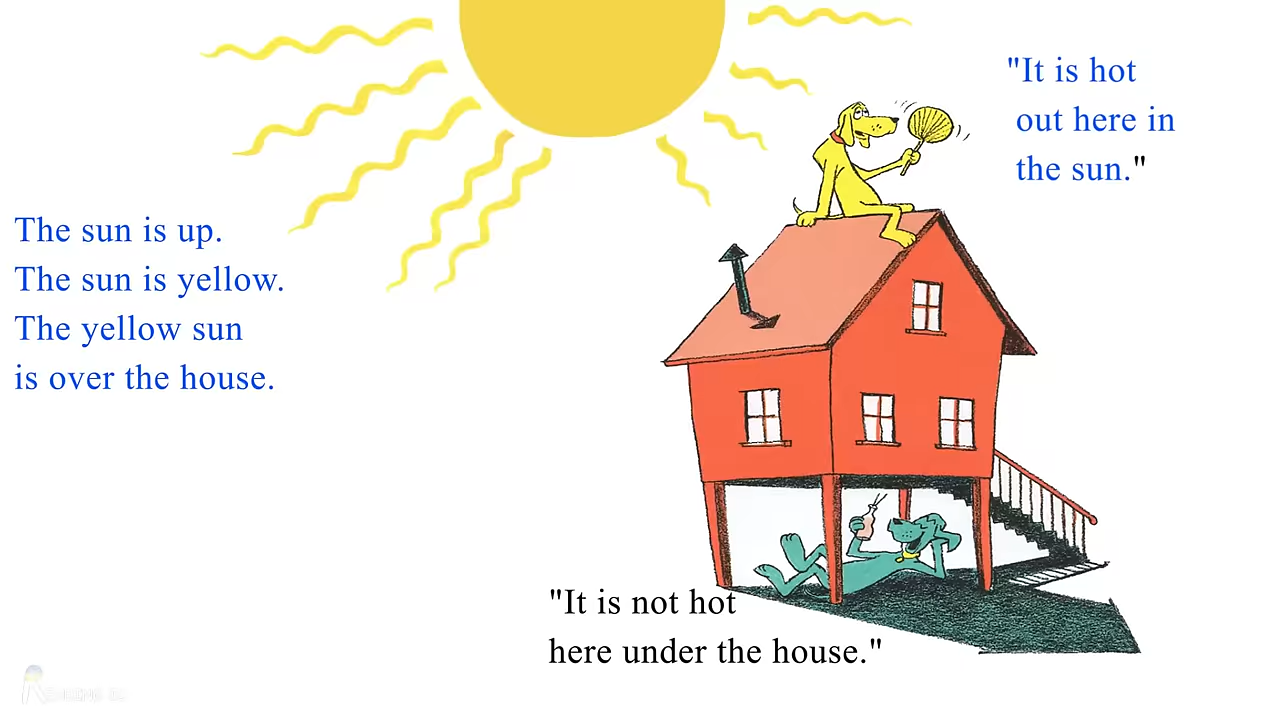 The sun is up.
The sun is yellow.
The yellow sun
is over the house.
"It is hot
out here in
the sun."
"It is not hot
here under the house."